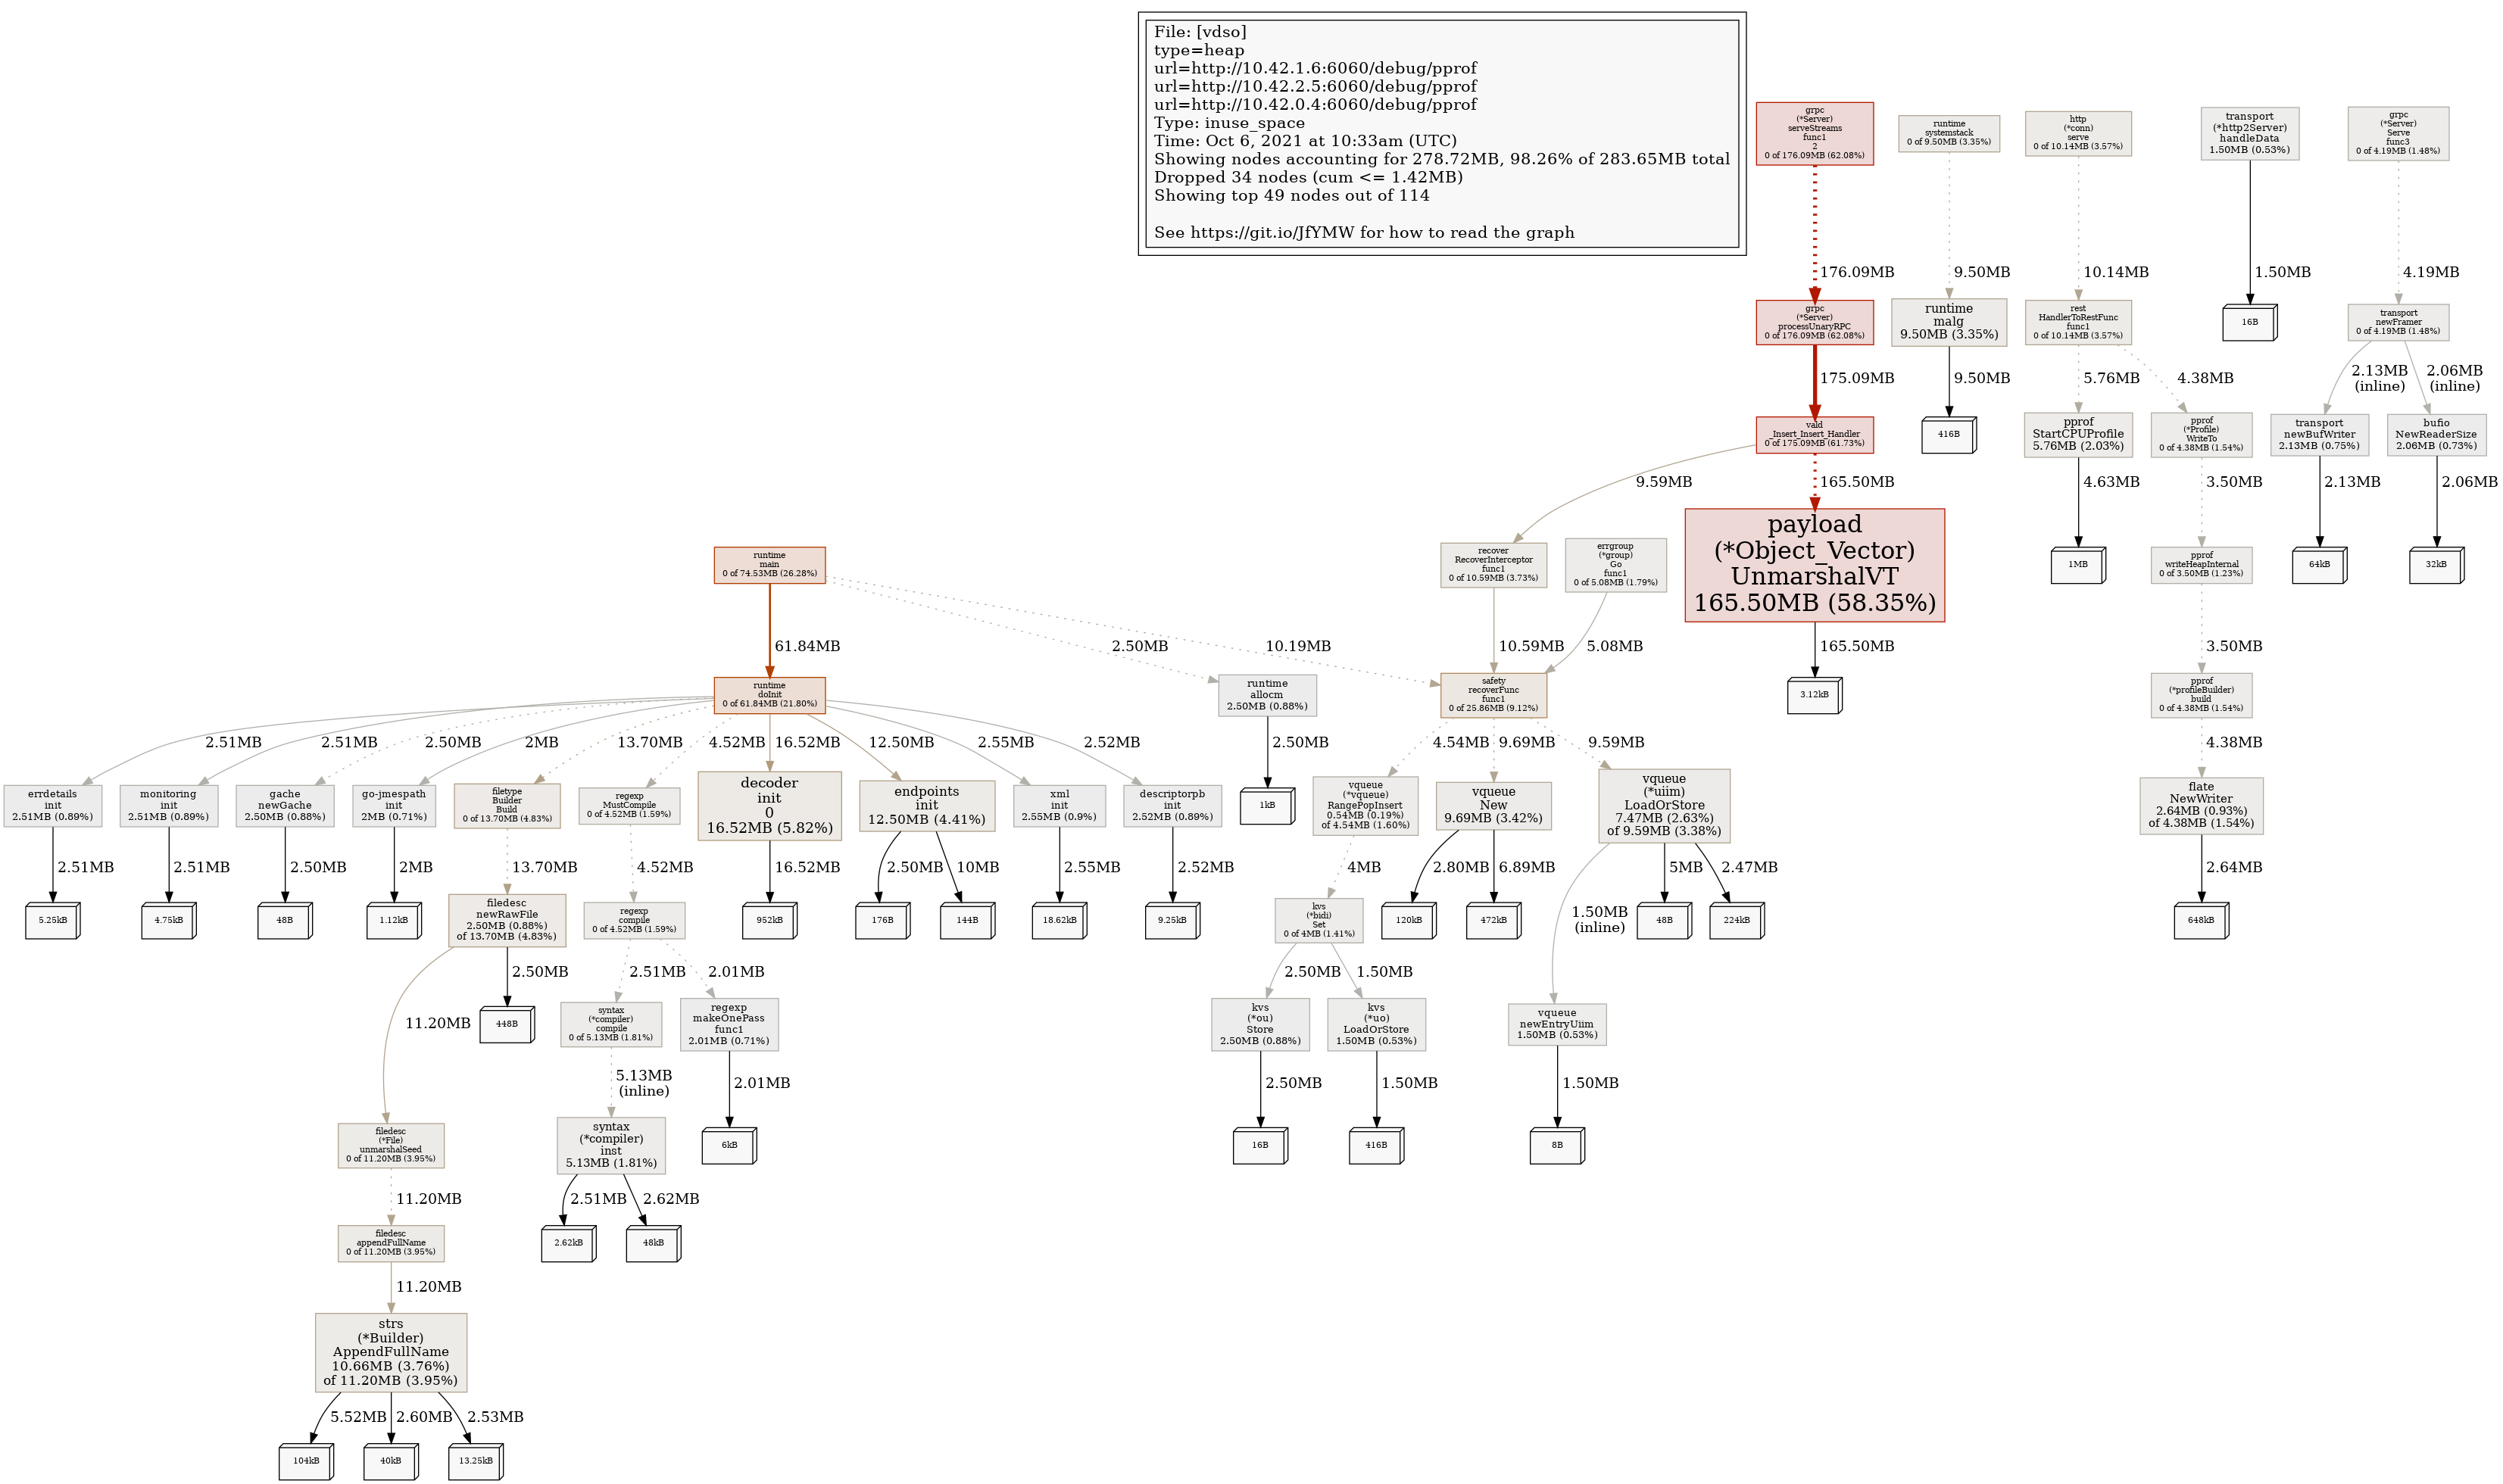 File: [vdso]
type=heap
url=http://10.42.1.6:6060/debug/pprof
url=http://10.42.2.5:6060/debug/pprof
url=http://10.42.0.4:6060/debug/pprof
Type: inuse_space
Time: Oct 6, 2021 at 10:33am (UTC)
Showing nodes accounting for 278.72MB, 98.26% of 283.65MB total
Dropped 34 nodes (cum <= 1.42MB)
Showing top 49 nodes out of 114
See https://git.io/JfYMW for how to read the graph
grpc
(*Server)
serveStreams
func1
2
0 of 176.09MB (62.08%)
runtime
systemstack
0 of 9.50MB (3.35%)
http
(*conn)
serve
0 of 10.14MB (3.57%)
transport
(*http2Server)
handleData
1.50MB (0.53%)
grpc
(*Server)
Serve
func3
0 of 4.19MB (1.48%)
176.09MB
9.50MB
10.14MB
1.50MB
4.19MB
grpc
(*Server)
processUnaryRPC
0 of 176.09MB (62.08%)
runtime
malg
9.50MB (3.35%)
rest
HandlerToRestFunc
func1
0 of 10.14MB (3.57%)
16B
transport
newFramer
0 of 4.19MB (1.48%)
175.09MB
9.50MB
5.76MB
4.38MB
2.13MB
(inline)
2.06MB
(inline)
vald
_Insert_Insert_Handler
0 of 175.09MB (61.73%)
416B
pprof
StartCPUProfile
5.76MB (2.03%)
pprof
(*Profile)
WriteTo
0 of 4.38MB (1.54%)
transport
newBufWriter
2.13MB (0.75%)
bufio
NewReaderSize
2.06MB (0.73%)
9.59MB
165.50MB
4.63MB
3.50MB
2.13MB
2.06MB
runtime
main
0 of 74.53MB (26.28%)
recover
RecoverInterceptor
func1
0 of 10.59MB (3.73%)
errgroup
(*group)
Go
func1
0 of 5.08MB (1.79%)
payload
(*Object_Vector)
UnmarshalVT
165.50MB (58.35%)
1MB
pprof
writeHeapInternal
0 of 3.50MB (1.23%)
64kB
32kB
61.84MB
2.50MB
10.19MB
10.59MB
5.08MB
165.50MB
3.50MB
runtime
doInit
0 of 61.84MB (21.80%)
runtime
allocm
2.50MB (0.88%)
safety
recoverFunc
func1
0 of 25.86MB (9.12%)
3.12kB
pprof
(*profileBuilder)
build
0 of 4.38MB (1.54%)
2.51MB
2.51MB
2.50MB
2MB
13.70MB
4.52MB
16.52MB
12.50MB
2.55MB
2.52MB
2.50MB
4.54MB
9.69MB
9.59MB
4.38MB
errdetails
init
2.51MB (0.89%)
monitoring
init
2.51MB (0.89%)
gache
newGache
2.50MB (0.88%)
go-jmespath
init
2MB (0.71%)
filetype
Builder
Build
0 of 13.70MB (4.83%)
regexp
MustCompile
0 of 4.52MB (1.59%)
decoder
init
0
16.52MB (5.82%)
endpoints
init
12.50MB (4.41%)
xml
init
2.55MB (0.9%)
descriptorpb
init
2.52MB (0.89%)
1kB
vqueue
(*vqueue)
RangePopInsert
0.54MB (0.19%)
of 4.54MB (1.60%)
vqueue
New
9.69MB (3.42%)
vqueue
(*uiim)
LoadOrStore
7.47MB (2.63%)
of 9.59MB (3.38%)
flate
NewWriter
2.64MB (0.93%)
of 4.38MB (1.54%)
2.51MB
2.51MB
2.50MB
2MB
13.70MB
4.52MB
16.52MB
2.50MB
10MB
2.55MB
2.52MB
4MB
2.80MB
6.89MB
1.50MB
(inline)
5MB
2.47MB
2.64MB
5.25kB
4.75kB
48B
1.12kB
filedesc
newRawFile
2.50MB (0.88%)
of 13.70MB (4.83%)
regexp
compile
0 of 4.52MB (1.59%)
952kB
176B
144B
18.62kB
9.25kB
kvs
(*bidi)
Set
0 of 4MB (1.41%)
120kB
472kB
48B
224kB
648kB
11.20MB
2.50MB
2.51MB
2.01MB
2.50MB
1.50MB
448B
syntax
(*compiler)
compile
0 of 5.13MB (1.81%)
regexp
makeOnePass
func1
2.01MB (0.71%)
kvs
(*ou)
Store
2.50MB (0.88%)
kvs
(*uo)
LoadOrStore
1.50MB (0.53%)
vqueue
newEntryUiim
1.50MB (0.53%)
5.13MB
(inline)
2.01MB
2.50MB
1.50MB
1.50MB
filedesc
(*File)
unmarshalSeed
0 of 11.20MB (3.95%)
syntax
(*compiler)
inst
5.13MB (1.81%)
6kB
16B
416B
8B
11.20MB
2.51MB
2.62MB
filedesc
appendFullName
0 of 11.20MB (3.95%)
2.62kB
48kB
11.20MB
strs
(*Builder)
AppendFullName
10.66MB (3.76%)
of 11.20MB (3.95%)
5.52MB
2.60MB
2.53MB
104kB
40kB
13.25kB